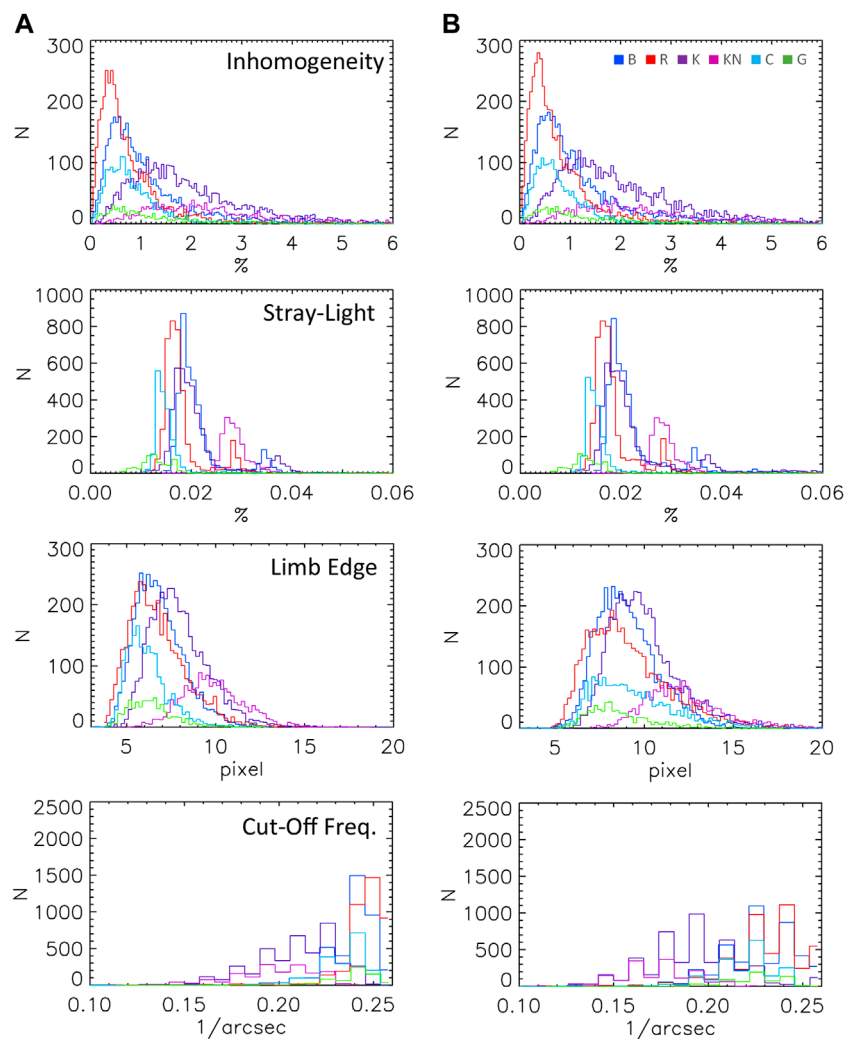 A
B
300
200
100
0
N
Inhomogeneity
0 1 2 3 4 5 6
%
300
200
100
0
N
B R K KN C G
0 1 2 3 4 5 6
%
1000
800
600
400
200
0
N
Stray-Light
0.00 0.02 0.04 0.06
%
1000
800
600
400
200
0
N
0.00 0.02 0.04 0.06
%
300
200
100
0
N
Limb Edge
5 10 15 20
pixel
300
200
100
0
N
5 10 15 20
pixel
2500
2000
1500
1000
500
0
N
Cut-Off Freq.
0.10 0.15 0.20 0.25
1/arcsec
2500
2000
1500
1000
500
0
N
0.10 0.15 0.20 0.25
1/arcsec